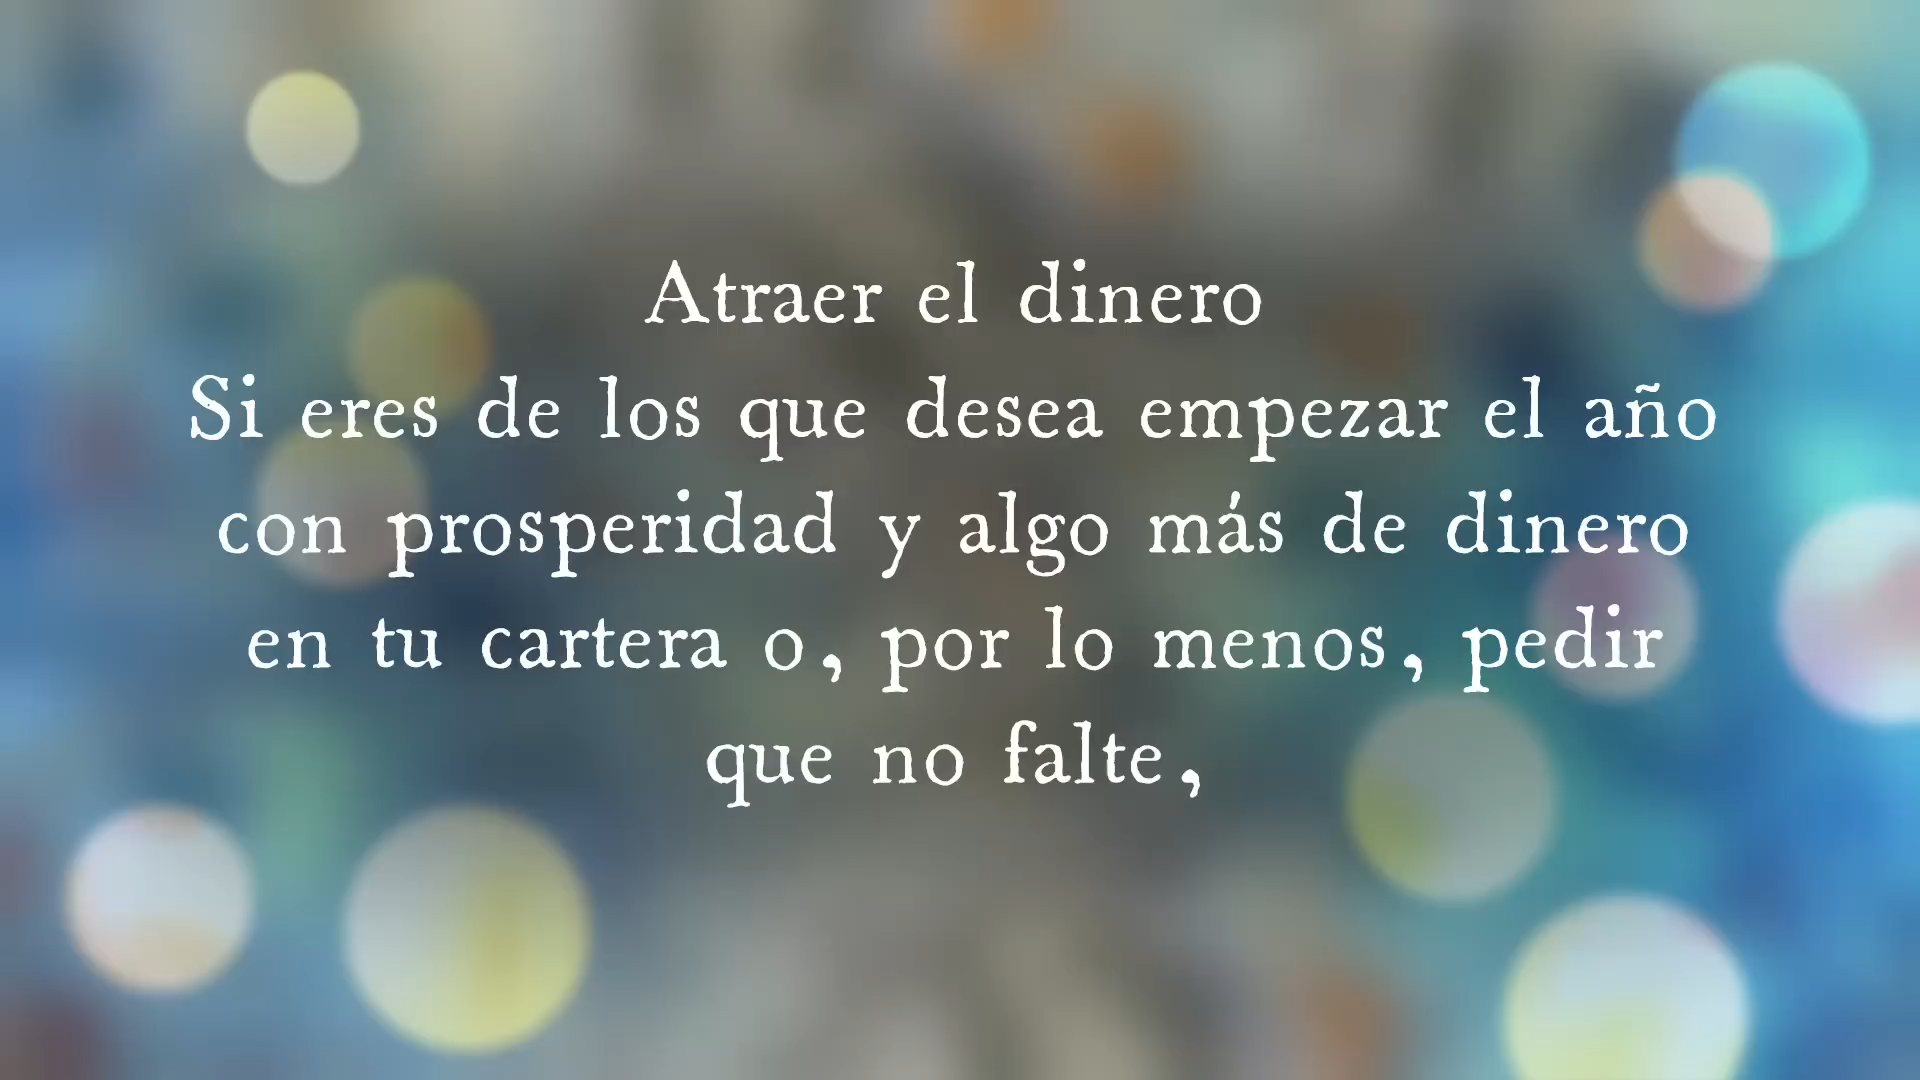 Atraer el dinero
Si eres de los que desea empezar el año
con prosperidad y algo más de dinero
en tu cartera o, por lo menos, pedir
que no falte,